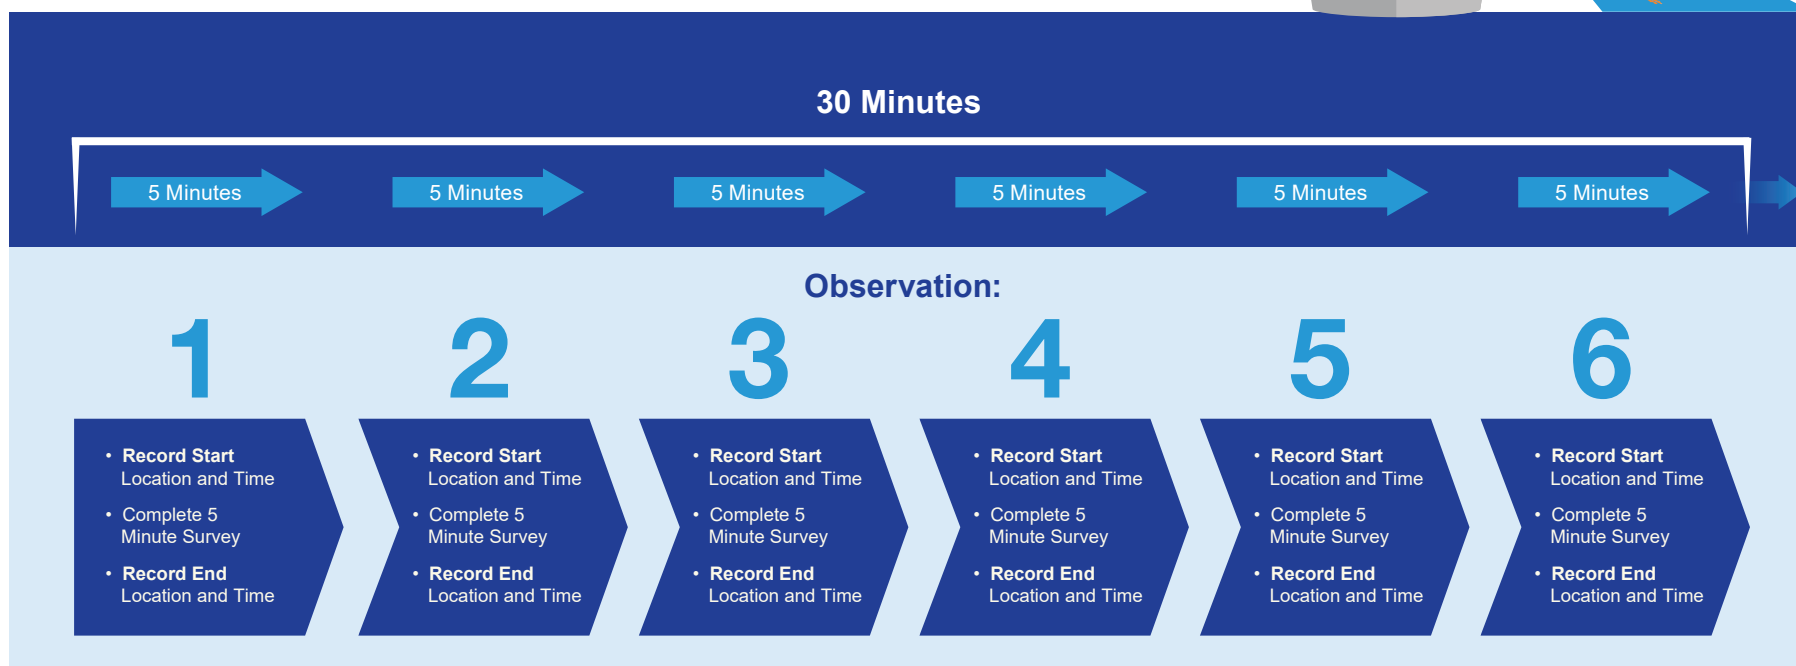 30 Minutes
5 Minutes
5 Minutes
5 Minutes
5 Minutes
5 Minutes
5 Minutes
Observation:
1
2
3
4
5
6
• Record Start
Location and Time
• Complete 5
Minute Survey
• Record End
Location and Time
• Record Start
Location and Time
• Complete 5
Minute Survey
• Record End
Location and Time
• Record Start
Location and Time
• Complete 5
Minute Survey
• Record End
Location and Time
• Record Start
Location and Time
• Complete 5
Minute Survey
• Record End
Location and Time
• Record Start
Location and Time
• Complete 5
Minute Survey
• Record End
Location and Time
• Record Start
Location and Time
• Complete 5
Minute Survey
• Record End
Location and Time